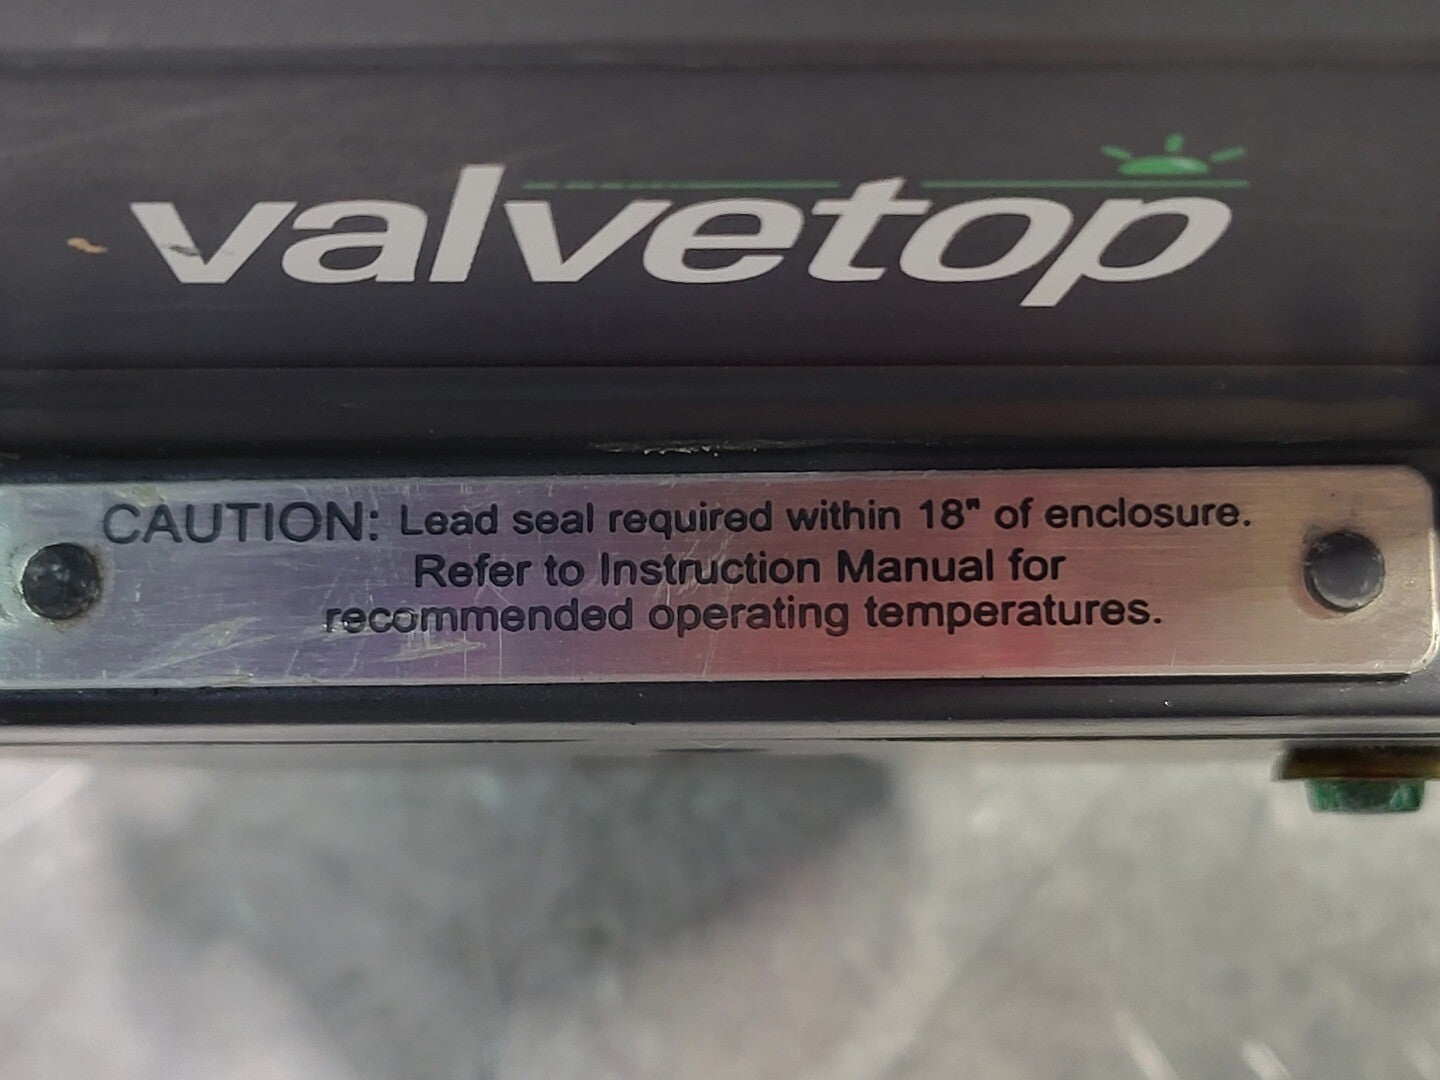 valvetop
CAUTION: Lead seal required within 18" of enclosure.
Refer to Instruction Manual for
recommended operating temperatures.